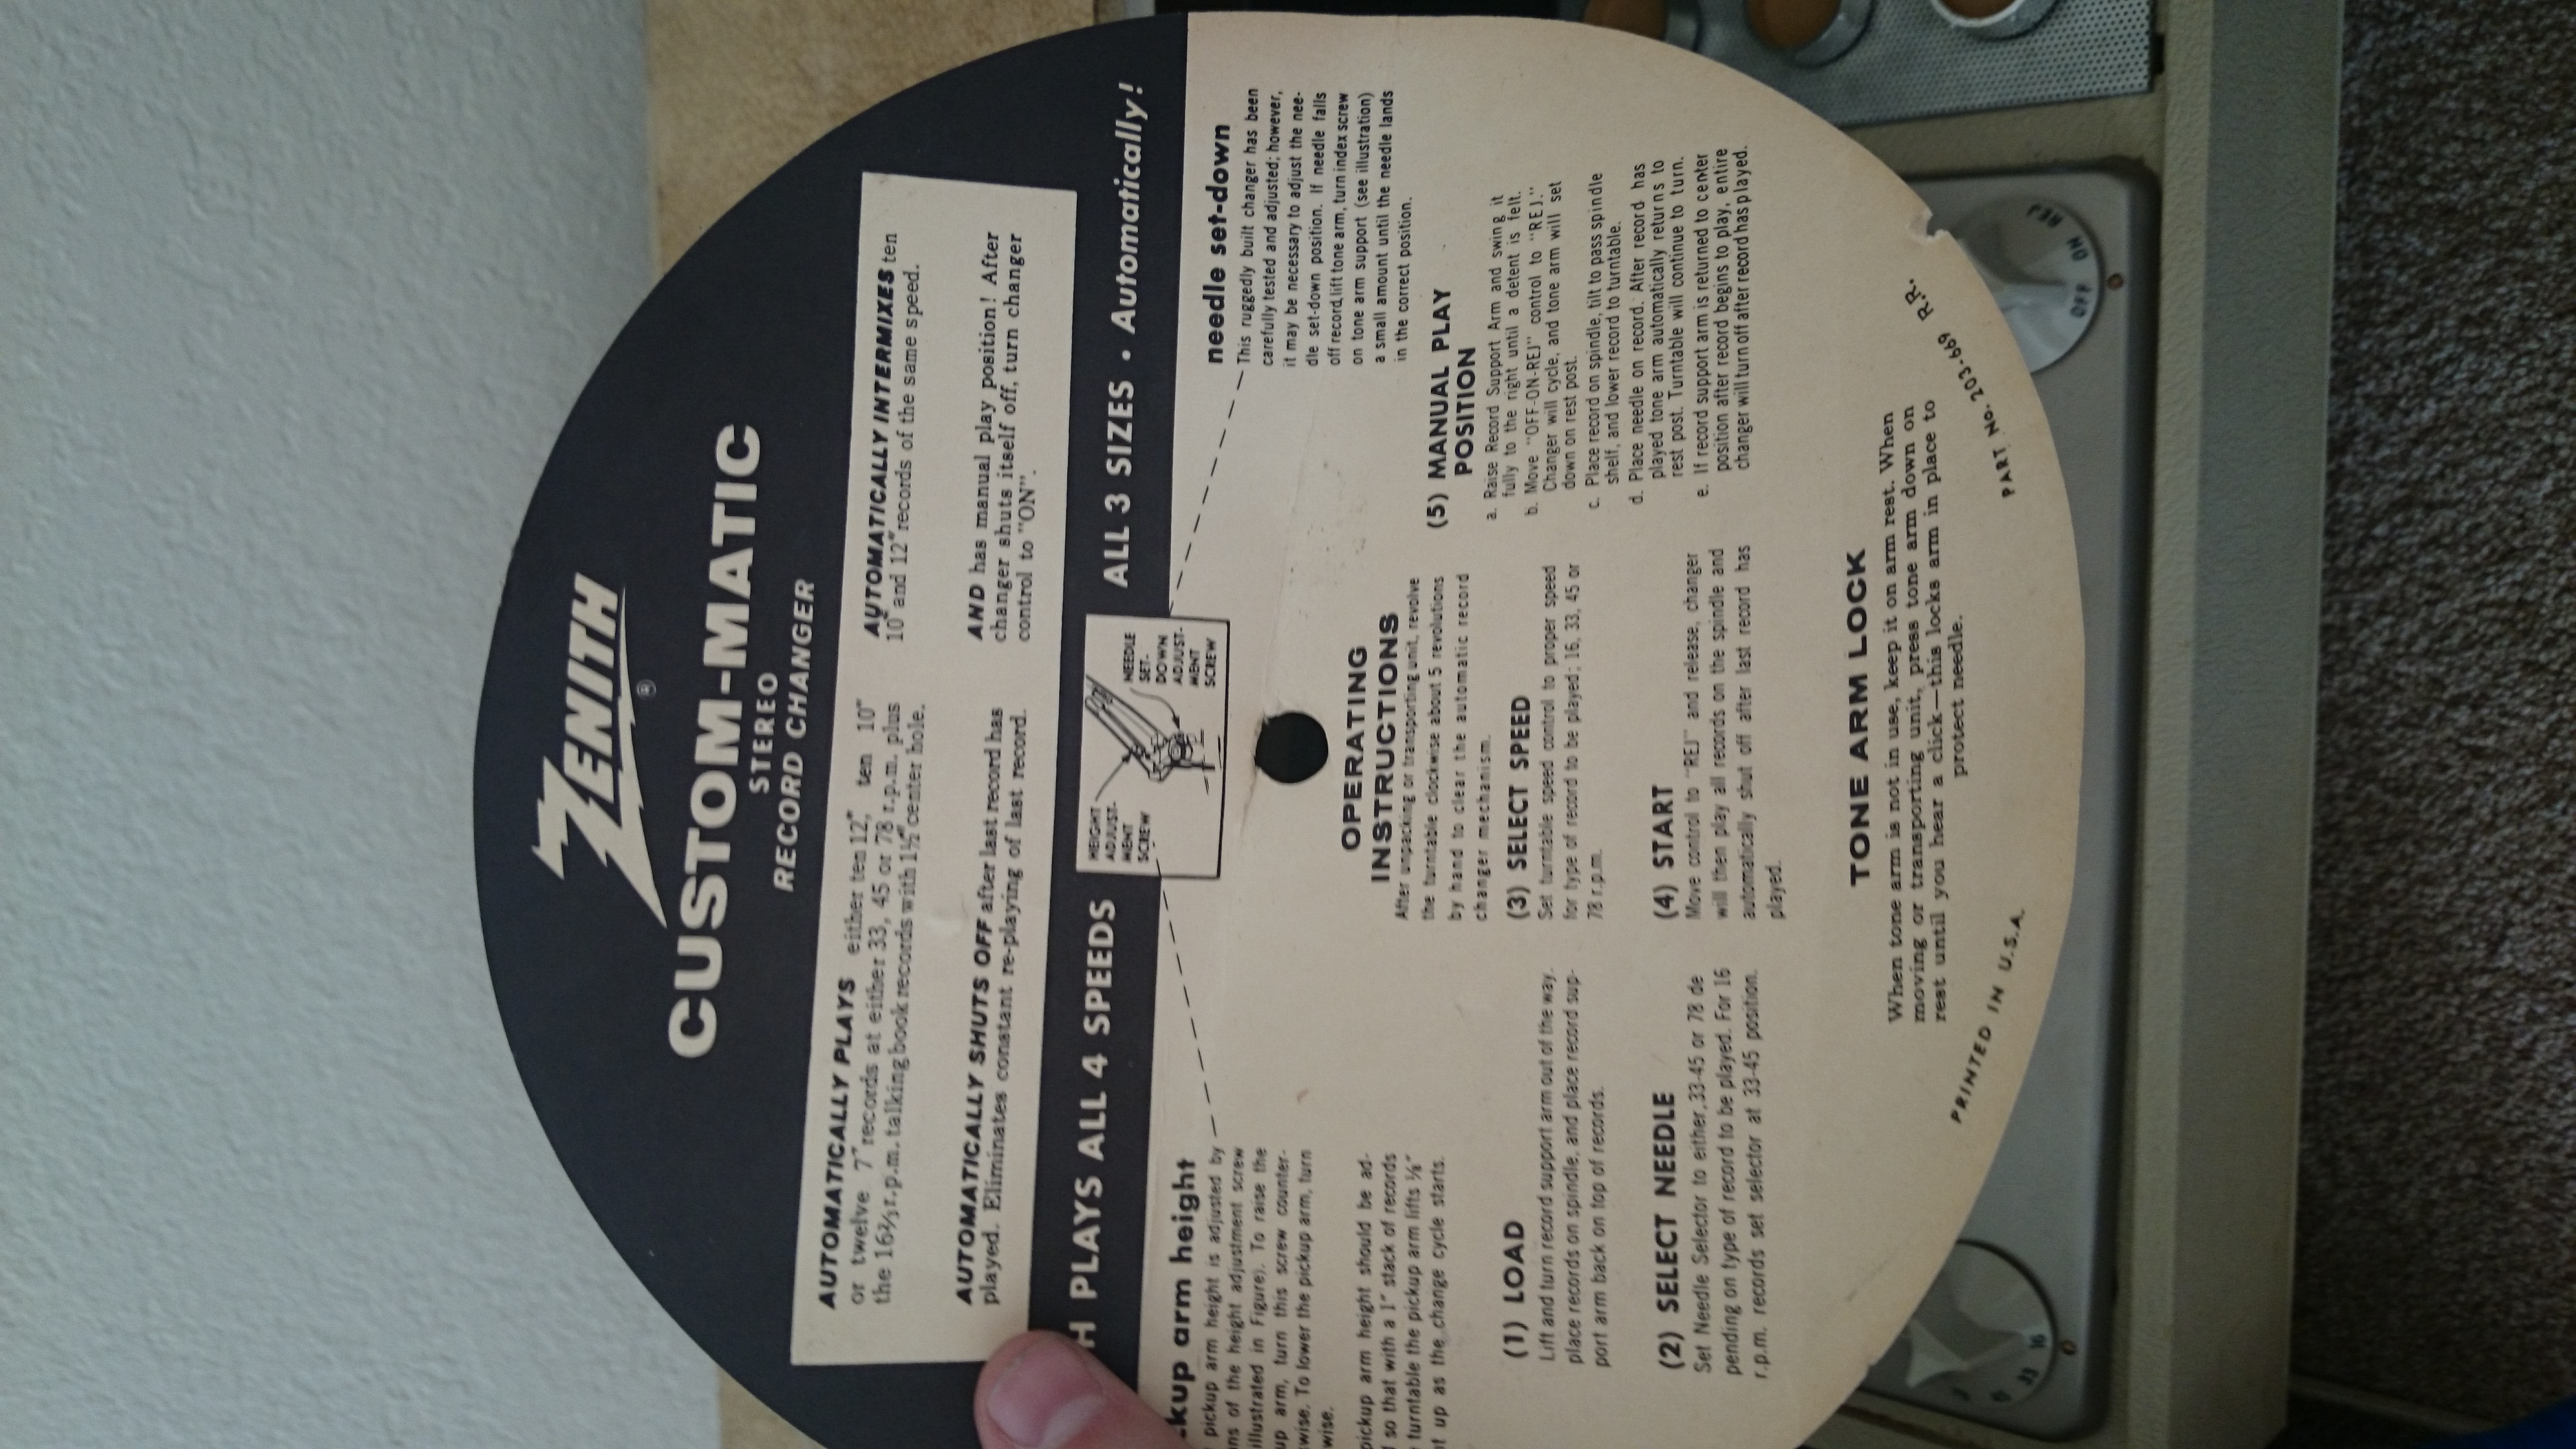 ZENITH
®
CUSTOM-MATIC
STEREO
RECORD CHANGER
AUTOMATICALLY PLAYS either ten 12", ten 10"
or twelve 7" records at either 33, 45 or 78 r.p.m. plus
the 16⅔ r.p.m. talking book records with 1½" center hole.
AUTOMATICALLY SHUTS OFF after last record has
played. Eliminates constant re-playing of last record.
AUTOMATICALLY INTERMIXES ten
10" and 12" records of the same speed.
AND has manual play position! After
changer shuts itself off, turn changer
control to "ON".
H PLAYS ALL 4 SPEEDS
ALL 3 SIZES • Automatically!
HEIGHT
ADJUST-
MENT
SCREW
NEEDLE
SET-
DOWN
ADJUST-
MENT
SCREW
kup arm height
pickup arm height is adjusted by
ns of the height adjustment screw
illustrated in Figure). To raise the
up arm, turn this screw counter-
wise. To lower the pickup arm, turn
wise.
pickup arm height should be ad-
so that with a 1" stack of records
turntable the pickup arm lifts ⅛"
t up as the change cycle starts.
needle set-down
This ruggedly built changer has been
carefully tested and adjusted; however,
it may be necessary to adjust the nee-
dle set-down position. If needle falls
off record, lift tone arm, turn index screw
on tone arm support (see illustration)
a small amount until the needle lands
in the correct position.
OPERATING
INSTRUCTIONS
After unpacking or transporting unit, revolve
the turntable clockwise about 5 revolutions
by hand to clear the automatic record
changer mechanism.
(1) LOAD
Lift and turn record support arm out of the way,
place records on spindle, and place record sup-
port arm back on top of records.
(2) SELECT NEEDLE
Set Needle Selector to either, 33-45 or 78 de
pending on type of record to be played. For 16
r.p.m. records set selector at 33-45 position.
(3) SELECT SPEED
Set turntable speed control to proper speed
for type of record to be played; 16, 33, 45 or
78 r.p.m.
(4) START
Move control to "REJ" and release, changer
will then play all records on the spindle and
automatically shut off after last record has
played.
(5) MANUAL PLAY
POSITION
a. Raise Record Support Arm and swing it
fully to the right until a detent is felt.
b. Move "OFF-ON-REJ" control to "REJ."
Changer will cycle, and tone arm will set
down on rest post.
c. Place record on spindle, tilt to pass spindle
shelf, and lower record to turntable.
d. Place needle on record. After record has
played tone arm automatically returns to
rest post. Turntable will continue to turn.
e. If record support arm is returned to center
position after record begins to play, entire
changer will turn off after record has played.
TONE ARM LOCK
When tone arm is not in use, keep it on arm rest. When
moving or transporting unit, press tone arm down on
rest until you hear a click—this locks arm in place to
protect needle.
PRINTED IN U.S.A.
PART NO. 203-669 R.R.
OFF ON REJ
33 16